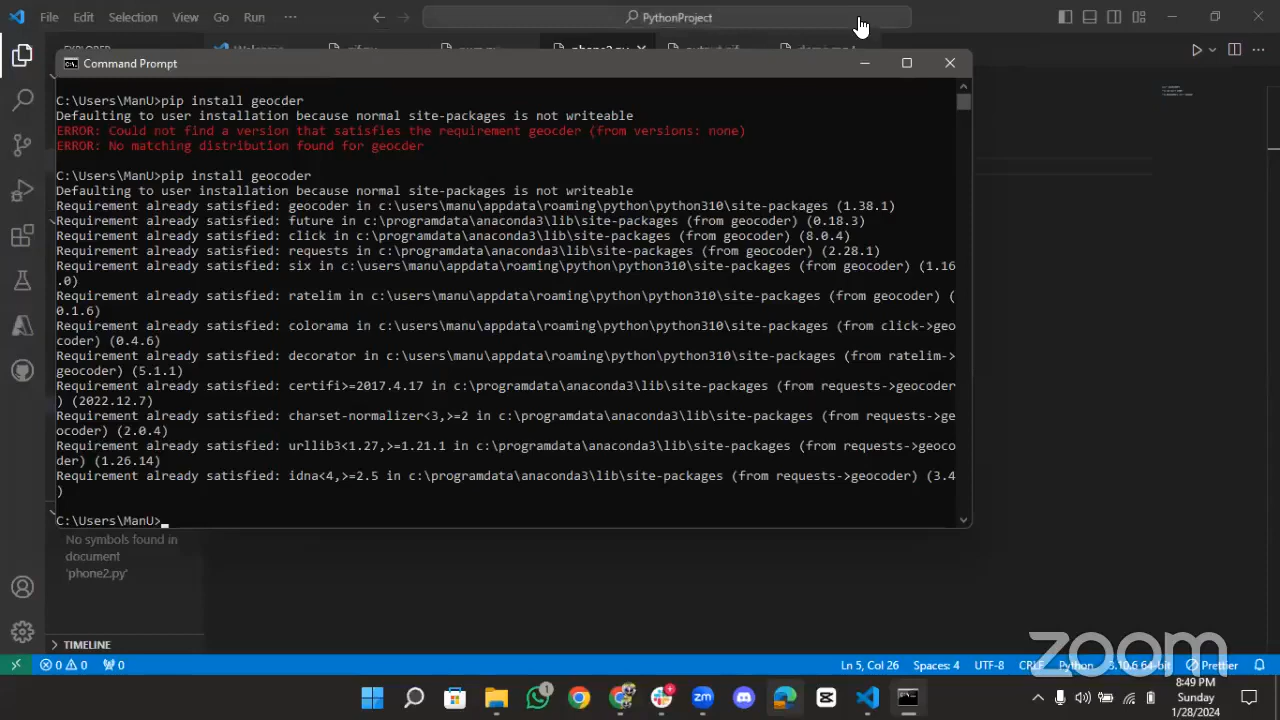 File Edit Selection View Go Run ··· PythonProject
Command Prompt
C:\Users\ManU>pip install geocder
Defaulting to user installation because normal site-packages is not writeable
ERROR: Could not find a version that satisfies the requirement geocder (from versions: none)
ERROR: No matching distribution found for geocder
C:\Users\ManU>pip install geocoder
Defaulting to user installation because normal site-packages is not writeable
Requirement already satisfied: geocoder in c:\users\manu\appdata\roaming\python\python310\site-packages (1.38.1)
Requirement already satisfied: future in c:\programdata\anaconda3\lib\site-packages (from geocoder) (0.18.3)
Requirement already satisfied: click in c:\programdata\anaconda3\lib\site-packages (from geocoder) (8.0.4)
Requirement already satisfied: requests in c:\programdata\anaconda3\lib\site-packages (from geocoder) (2.28.1)
Requirement already satisfied: six in c:\users\manu\appdata\roaming\python\python310\site-packages (from geocoder) (1.16
.0)
Requirement already satisfied: ratelim in c:\users\manu\appdata\roaming\python\python310\site-packages (from geocoder) (
0.1.6)
Requirement already satisfied: colorama in c:\users\manu\appdata\roaming\python\python310\site-packages (from click->geo
coder) (0.4.6)
Requirement already satisfied: decorator in c:\users\manu\appdata\roaming\python\python310\site-packages (from ratelim->
geocoder) (5.1.1)
Requirement already satisfied: certifi>=2017.4.17 in c:\programdata\anaconda3\lib\site-packages (from requests->geocoder
) (2022.12.7)
Requirement already satisfied: charset-normalizer<3,>=2 in c:\programdata\anaconda3\lib\site-packages (from requests->ge
ocoder) (2.0.4)
Requirement already satisfied: urllib3<1.27,>=1.21.1 in c:\programdata\anaconda3\lib\site-packages (from requests->geoco
der) (1.26.14)
Requirement already satisfied: idna<4,>=2.5 in c:\programdata\anaconda3\lib\site-packages (from requests->geocoder) (3.4
)
C:\Users\ManU>
No symbols found in
document
'phone2.py'
TIMELINE
zoom
0 0 0 Ln 5, Col 26 Spaces: 4 UTF-8 CRLF Python 3.10.6 64-bit Prettier
8:49 PM
Sunday
1/28/2024